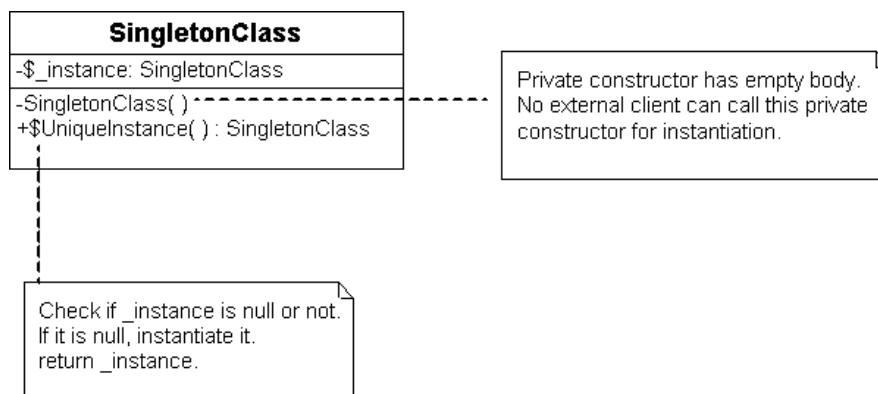 SingletonClass
-$_instance: SingletonClass
-SingletonClass( )
+$UniqueInstance( ) : SingletonClass
Private constructor has empty body.
No external client can call this private
constructor for instantiation.
Check if _instance is null or not.
If it is null, instantiate it.
return _instance.